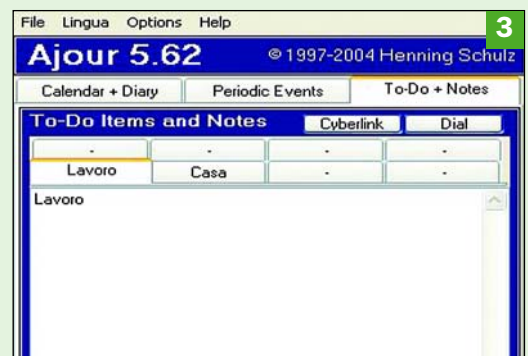 File Lingua Options Help
3
Ajour 5.62 © 1997-2004 Henning Schulz
Calendar + Diary Periodic Events To-Do + Notes
To-Do Items and Notes Cyberlink Dial
- - - -
Lavoro Casa - -
Lavoro